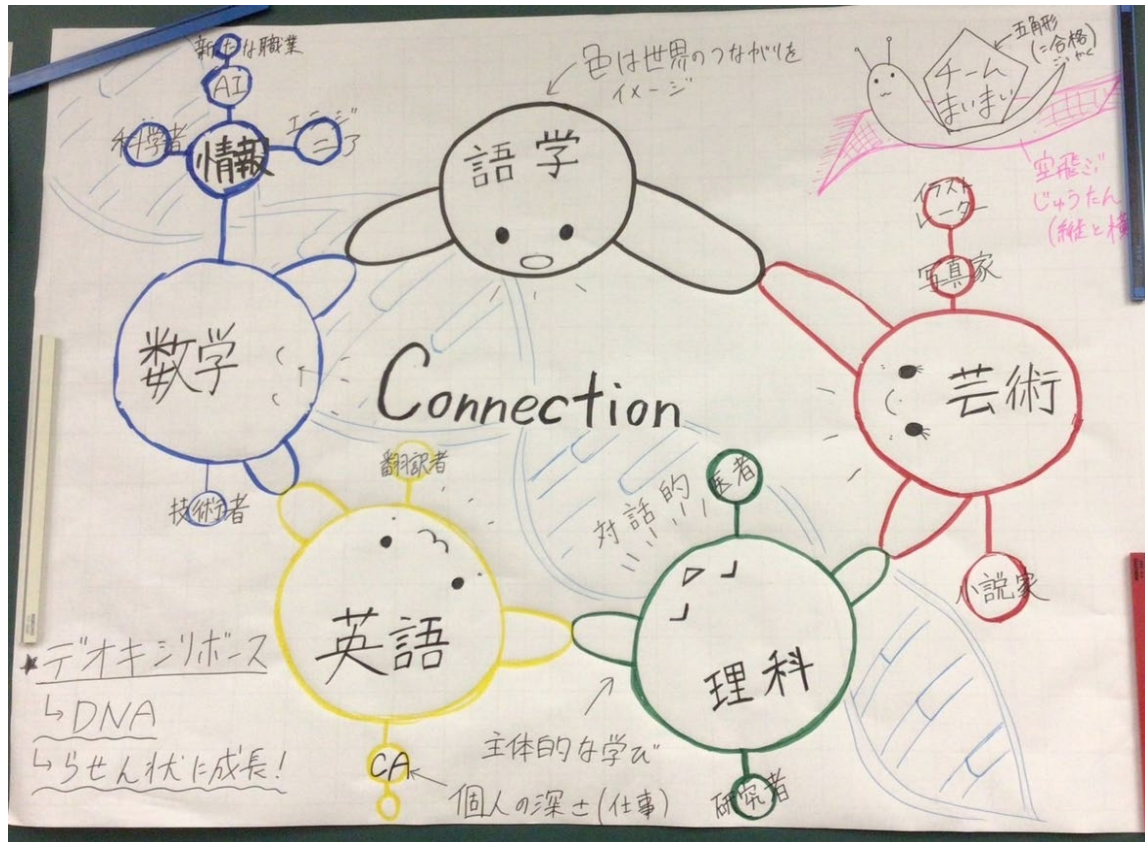 新たな職業
AI
科学者
情報
エンジ
ニア
色は世界のつながりを
イメージ
語学
五角形
(=合格)
チーム
まいまい
空飛ぶ
じゅうたん
(縦と横
イラスト
レーター
写真家
芸術
小説家
数学
技術者
Connection
翻訳者
英語
CA
個人の深さ(仕事)
対話的
医者
理科
研究者
主体的な学び
★デオキシリボース
↳DNA
↳らせん状に成長!